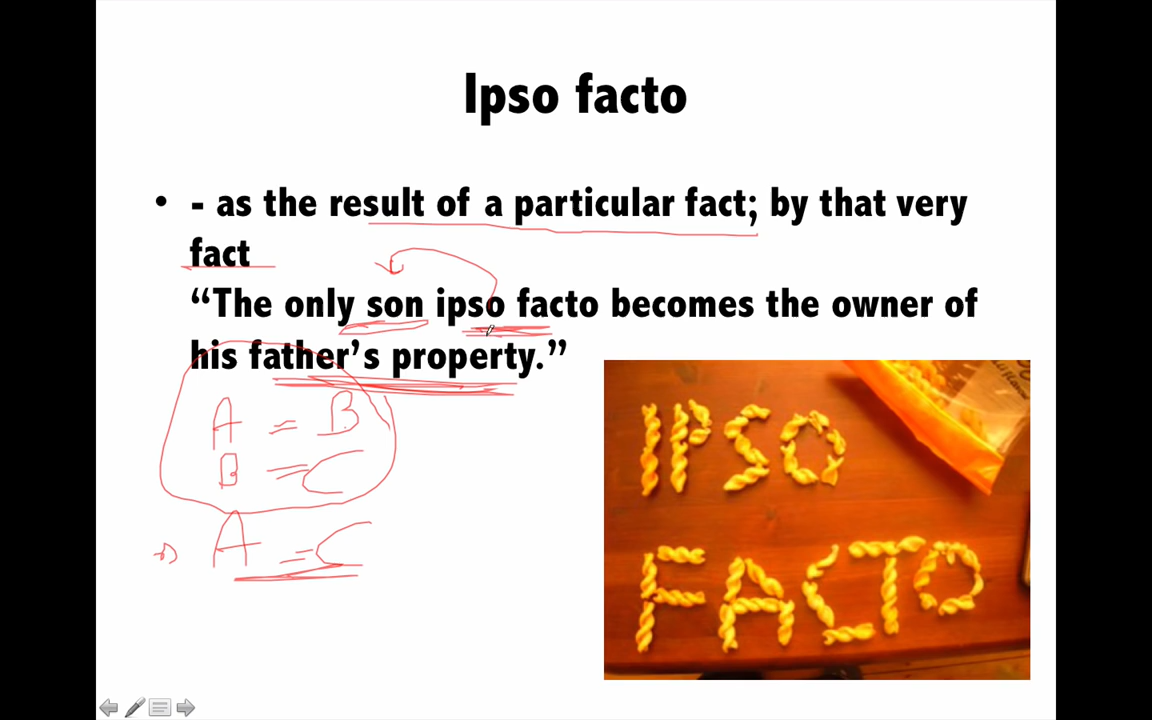 Ipso facto
• - as the result of a particular fact; by that very
fact
“The only son ipso facto becomes the owner of
his father’s property.”
A = B
B = C
A = C
IPSO
FACTO